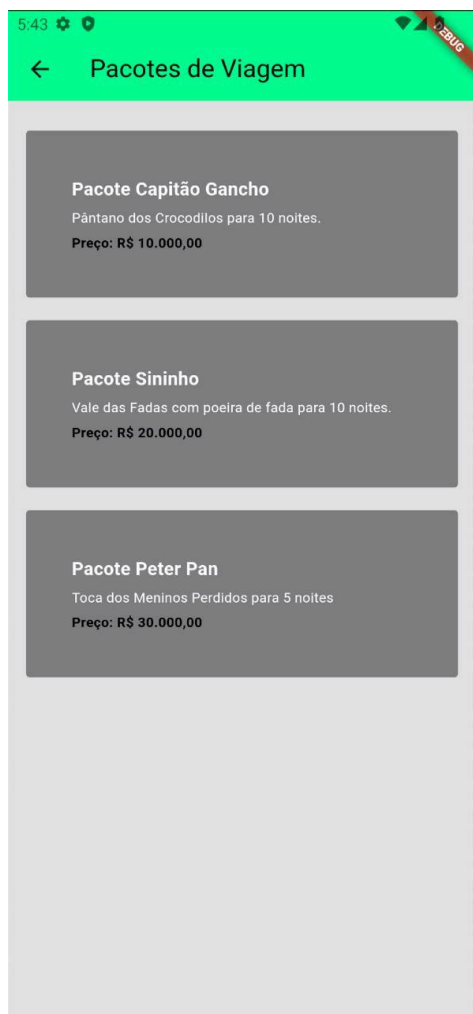 5:43
DEBUG
Pacotes de Viagem
Pacote Capitão Gancho
Pântano dos Crocodilos para 10 noites.
Preço: R$ 10.000,00
Pacote Sininho
Vale das Fadas com poeira de fada para 10 noites.
Preço: R$ 20.000,00
Pacote Peter Pan
Toca dos Meninos Perdidos para 5 noites
Preço: R$ 30.000,00